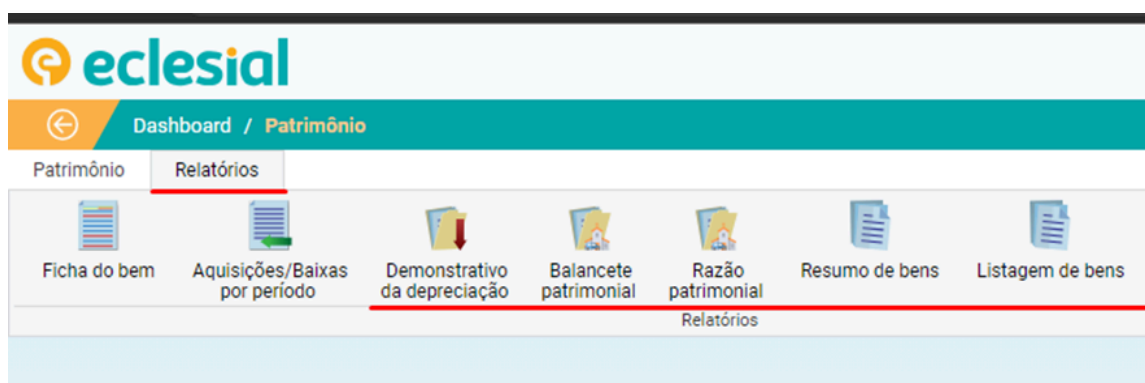 eclesial
Dashboard / Patrimônio
Patrimônio Relatórios
Ficha do bem Aquisições/Baixas por período Demonstrativo da depreciação Balancete patrimonial Razão patrimonial Resumo de bens Listagem de bens
Relatórios